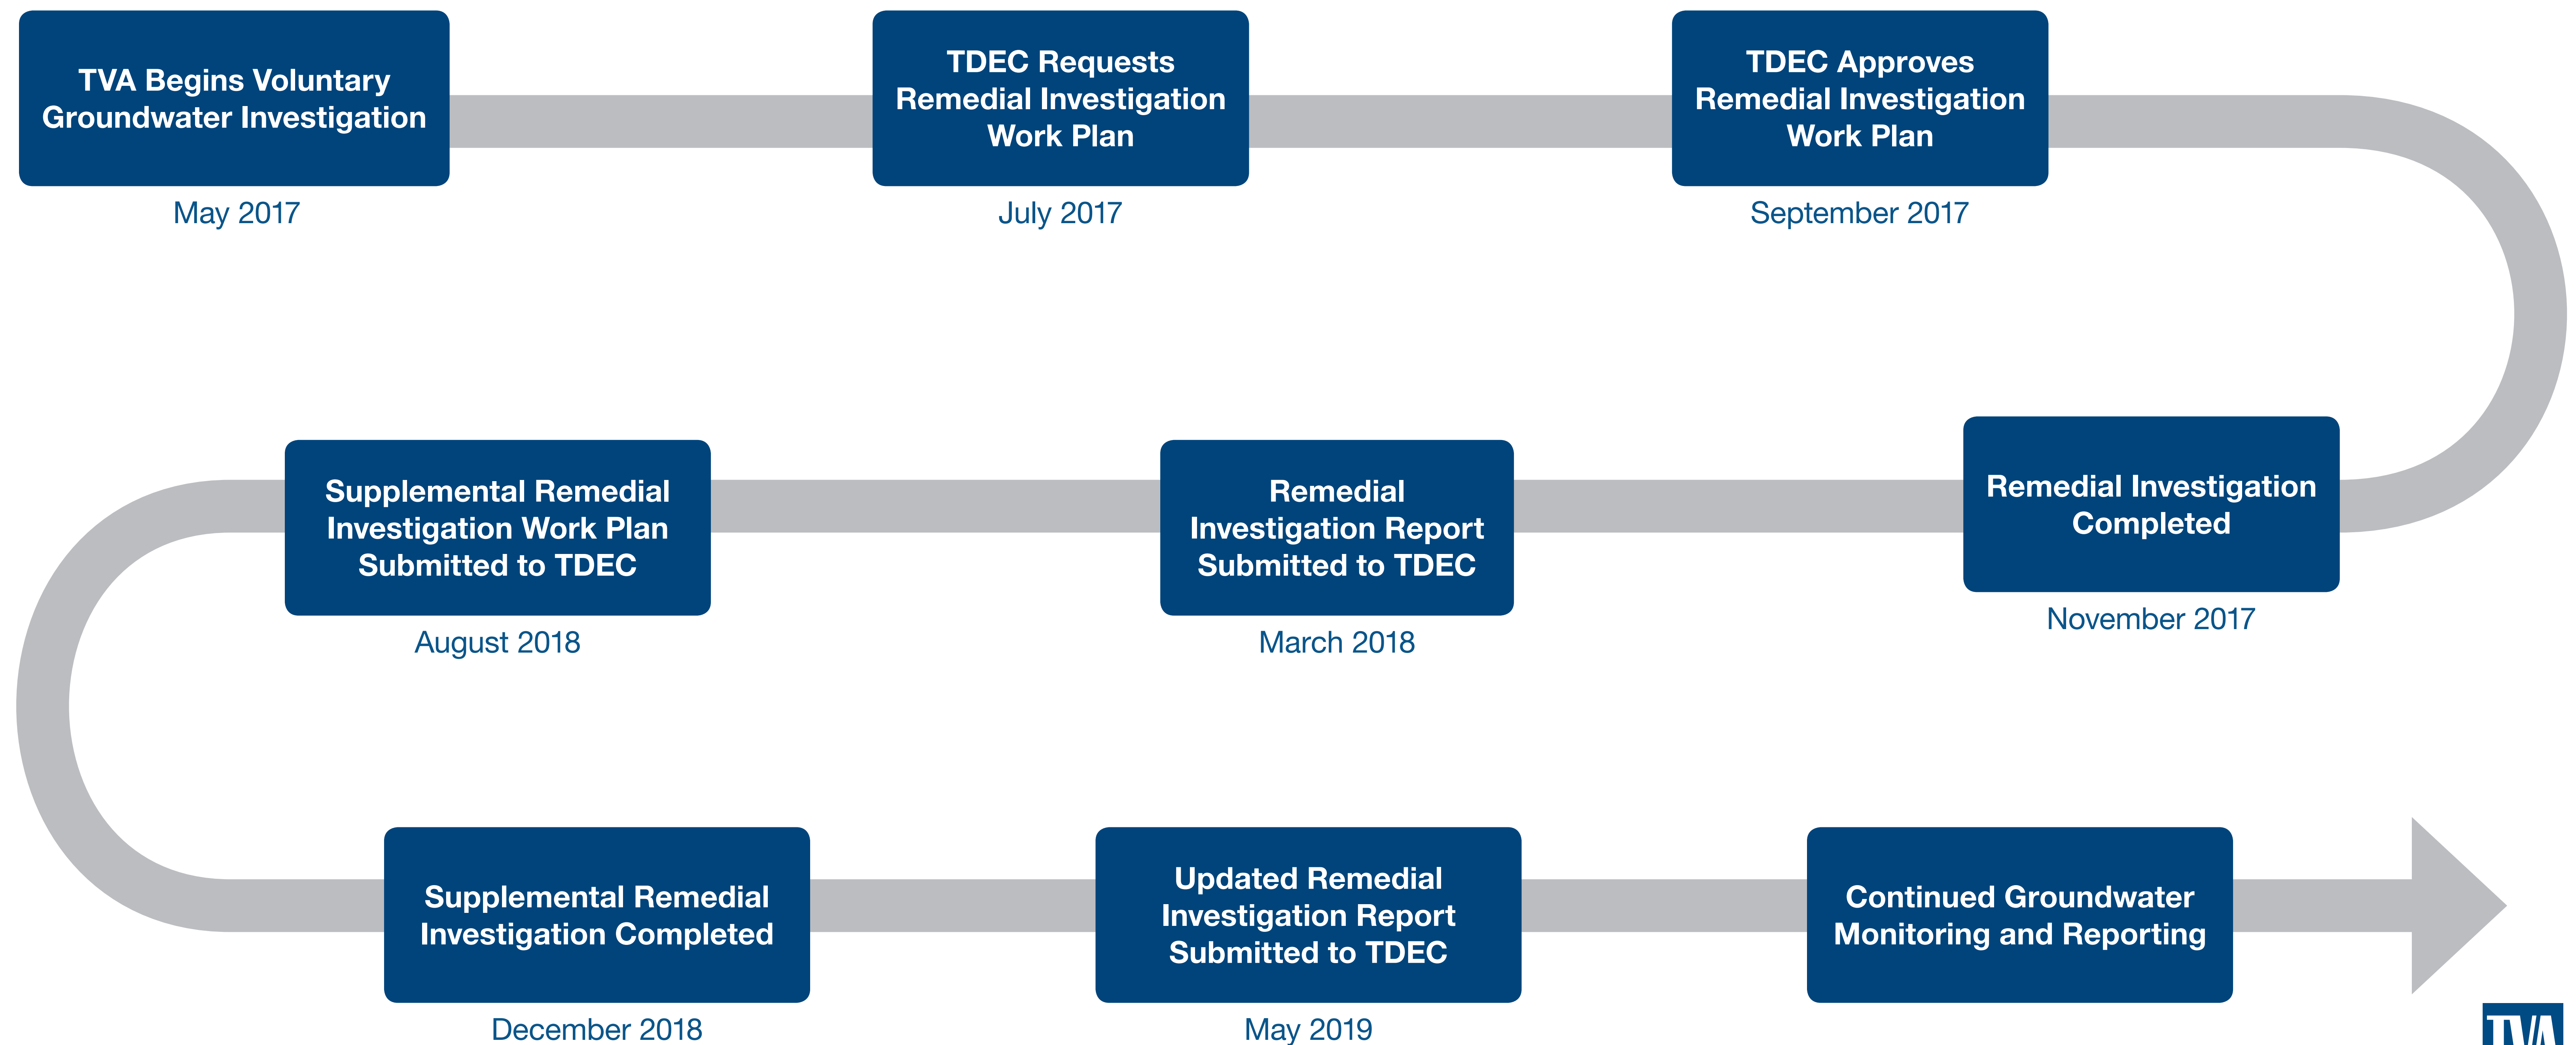 TVA Begins Voluntary
Groundwater Investigation
May 2017
TDEC Requests
Remedial Investigation
Work Plan
July 2017
TDEC Approves
Remedial Investigation
Work Plan
September 2017
Remedial Investigation
Completed
November 2017
Remedial
Investigation Report
Submitted to TDEC
March 2018
Supplemental Remedial
Investigation Work Plan
Submitted to TDEC
August 2018
Supplemental Remedial
Investigation Completed
December 2018
Updated Remedial
Investigation Report
Submitted to TDEC
May 2019
Continued Groundwater
Monitoring and Reporting
TVA